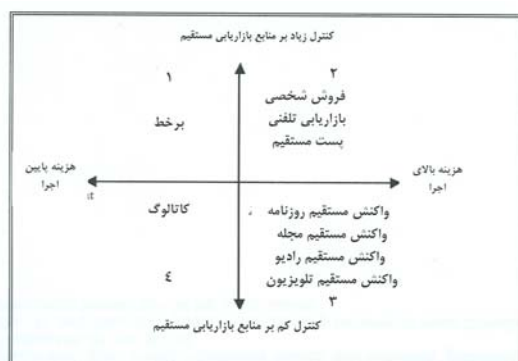 کنترل زیاد بر منابع بازاریابی مستقیم
۲
۱
فروش شخصی
بازاریابی تلفنی
پست مستقیم
برخط
هزینه بالای
اجرا
هزینه پایین
اجرا
واکنش مستقیم روزنامه
واکنش مستقیم مجله
واکنش مستقیم رادیو
واکنش مستقیم تلویزیون
۳
کاتالوگ
٤
کنترل کم بر منابع بازاریابی مستقیم